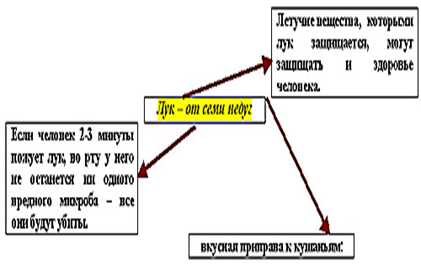 Летучие вещества, которыми
лук защищается, могут
защищать и здоровье
человека.
Лук – от семи недуг
Если человек 2-3 минуты
пожует лук, во рту у него
не останется ни одного
вредного микроба – все
они будут убиты.
вкусная приправа к кушаньям: